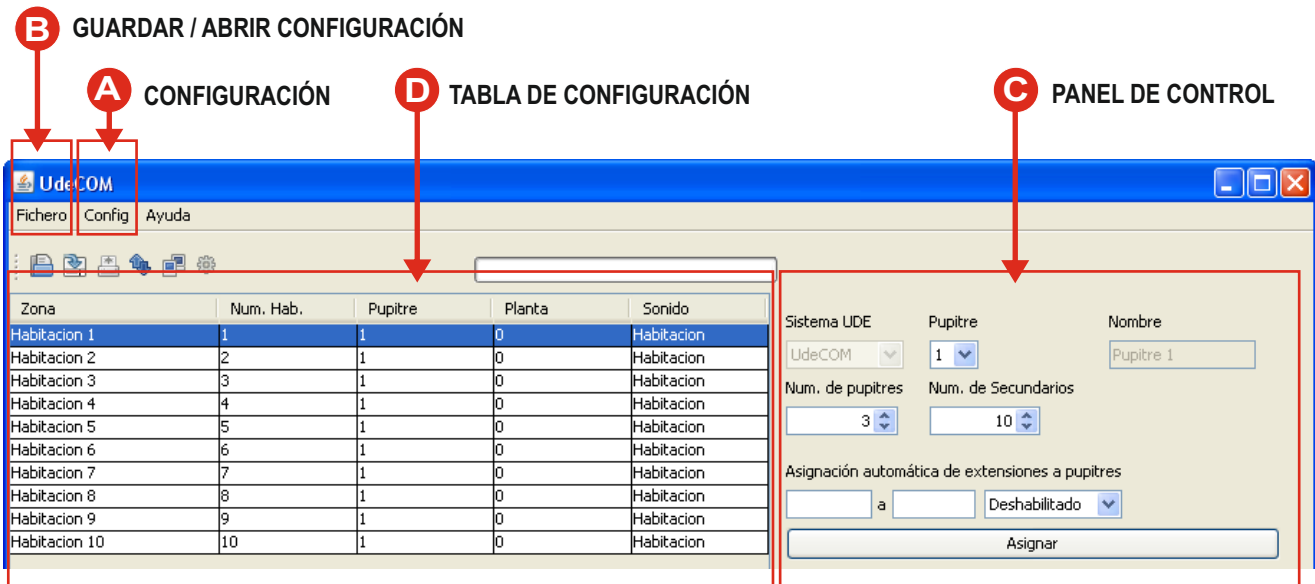 B GUARDAR / ABRIR CONFIGURACIÓN
A CONFIGURACIÓN
D TABLA DE CONFIGURACIÓN
C PANEL DE CONTROL
UdeCOM
Fichero Config Ayuda
Zona Num. Hab. Pupitre Planta Sonido
Habitacion 1 1 1 0 Habitacion
Habitacion 2 2 1 0 Habitacion
Habitacion 3 3 1 0 Habitacion
Habitacion 4 4 1 0 Habitacion
Habitacion 5 5 1 0 Habitacion
Habitacion 6 6 1 0 Habitacion
Habitacion 7 7 1 0 Habitacion
Habitacion 8 8 1 0 Habitacion
Habitacion 9 9 1 0 Habitacion
Habitacion 10 10 1 0 Habitacion
Sistema UDE Pupitre Nombre
UdeCOM 1 Pupitre 1
Num. de pupitres Num. de Secundarios
3 10
Asignación automática de extensiones a pupitres
a Deshabilitado
Asignar